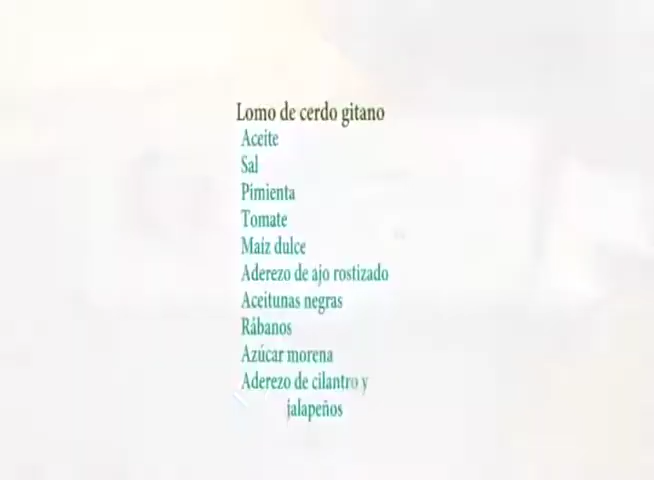 Lomo de cerdo gitano
Aceite
Sal
Pimienta
Tomate
Maiz dulce
Aderezo de ajo rostizado
Aceitunas negras
Rábanos
Azúcar morena
Aderezo de cilantro y
jalapeños